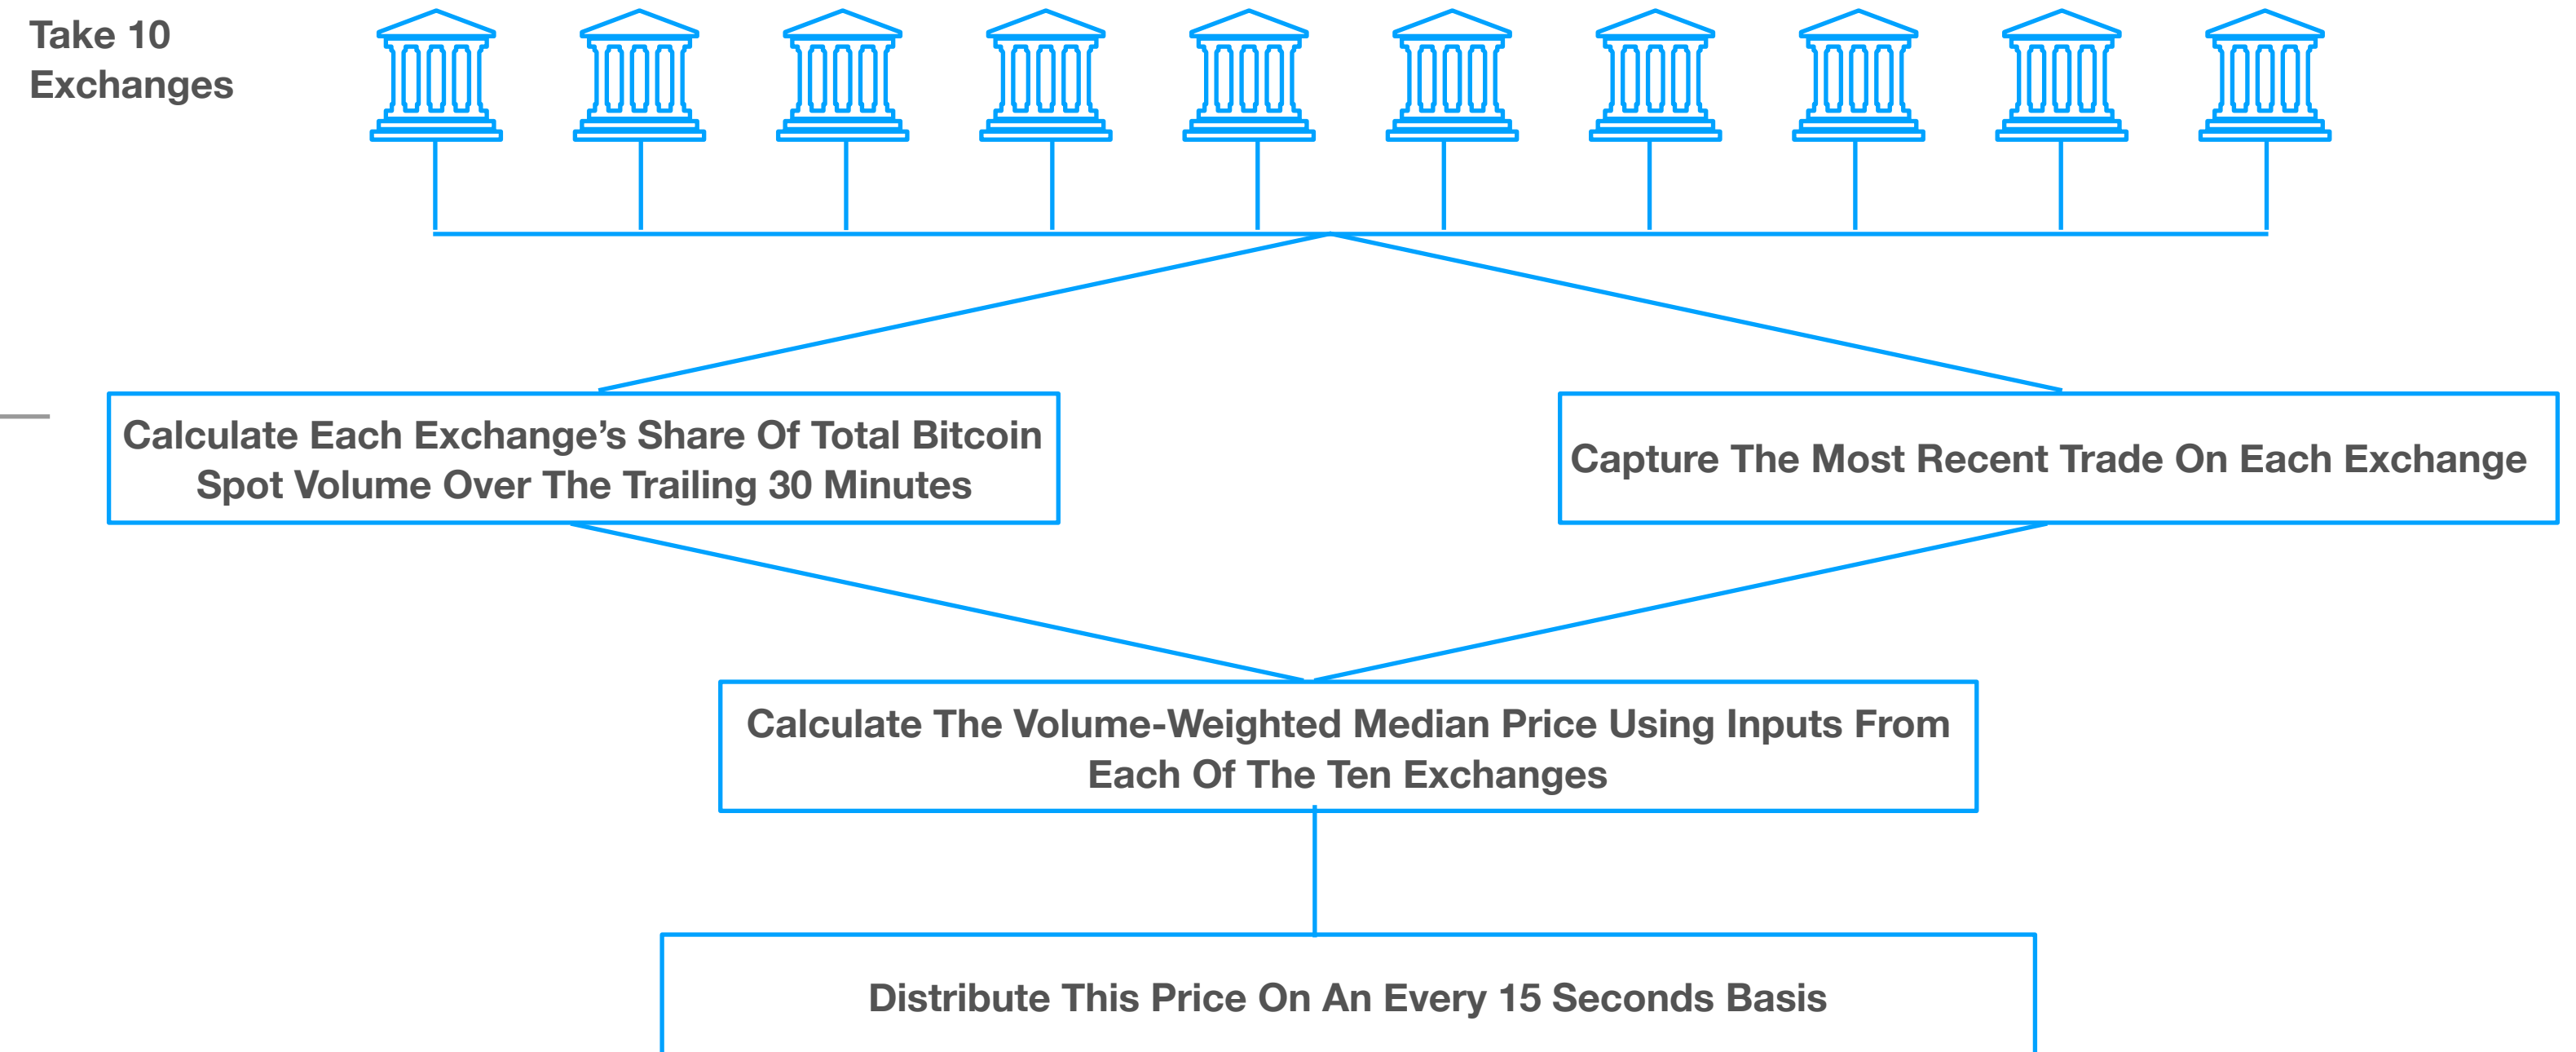 Take 10
Exchanges
Calculate Each Exchange’s Share Of Total Bitcoin
Spot Volume Over The Trailing 30 Minutes
Capture The Most Recent Trade On Each Exchange
Calculate The Volume-Weighted Median Price Using Inputs From
Each Of The Ten Exchanges
Distribute This Price On An Every 15 Seconds Basis